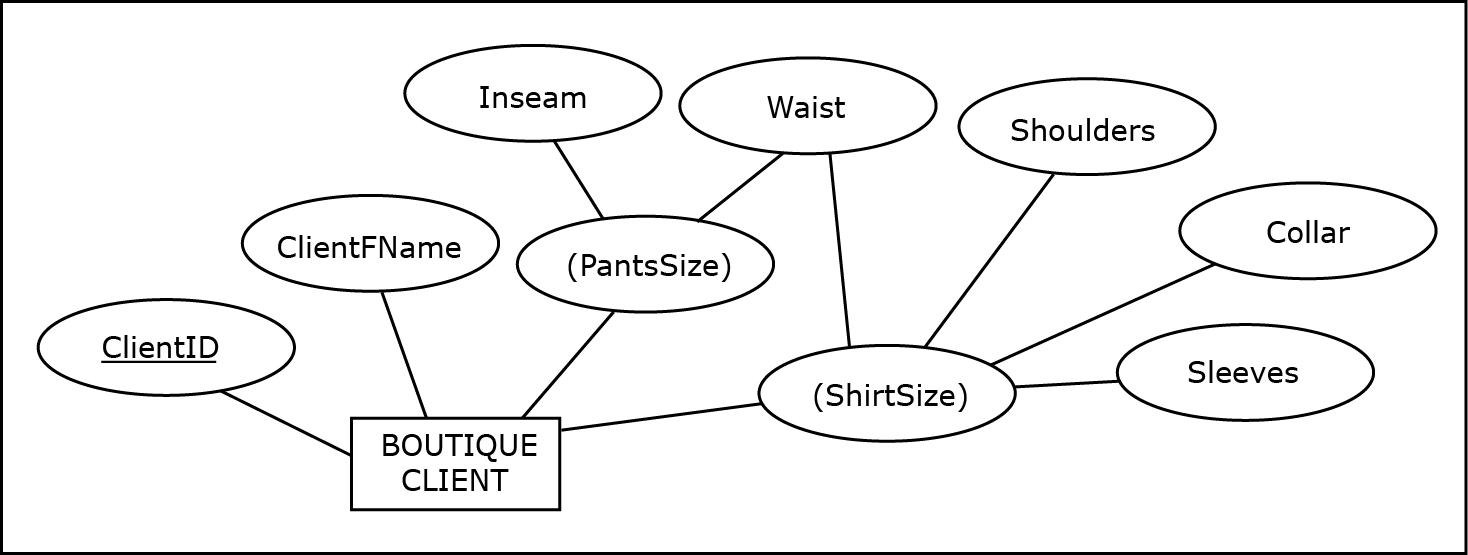 Inseam
Waist
Shoulders
ClientFName
(PantsSize)
Collar
ClientID
(ShirtSize)
Sleeves
BOUTIQUE
CLIENT